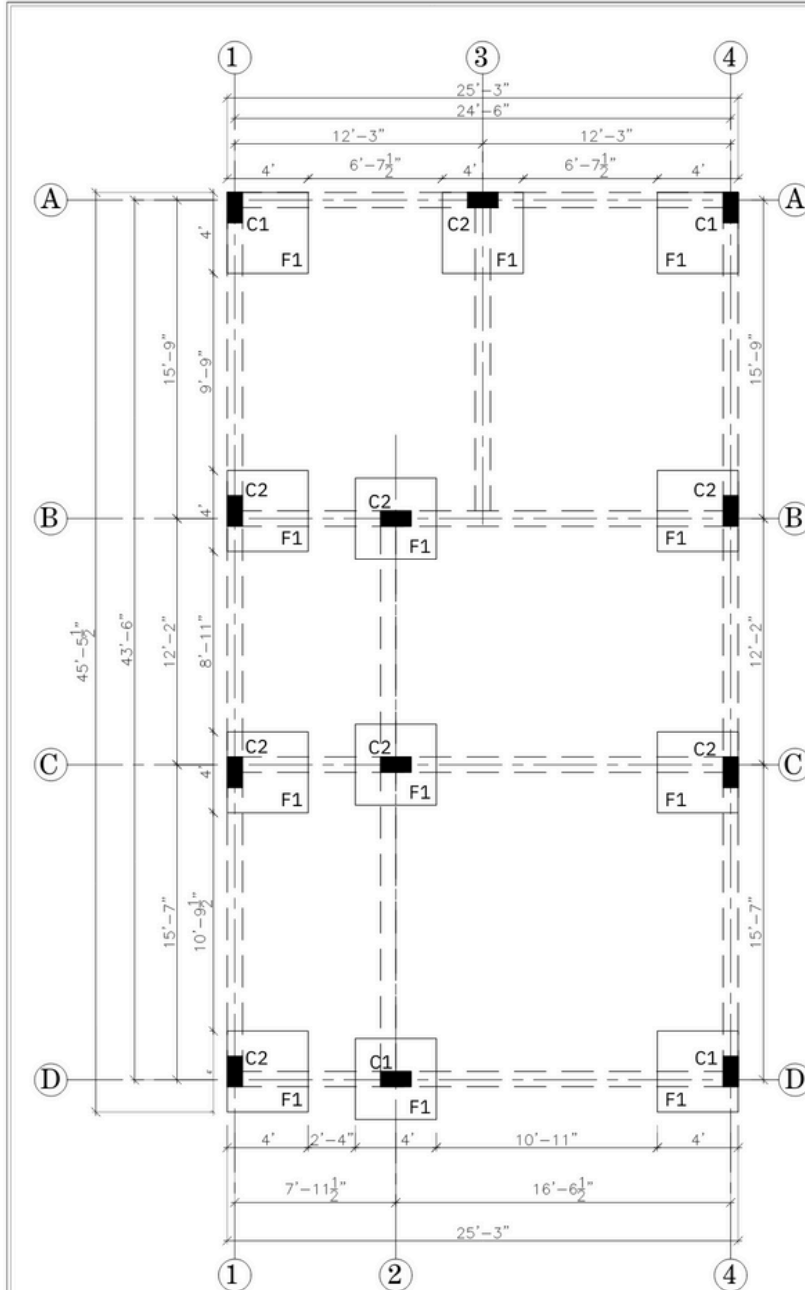 1 3 4
25'-3"
24'-6"
12'-3" 12'-3"
4' 6'-7½" 4' 6'-7½" 4'
A A
C1 C2 C1
4'
F1 F1 F1
15'-9" 9'-9" 15'-9"
C2 C2 C2
B 4' B
F1 F1 F1
45'-5½" 43'-6" 12'-2" 8'-11" 12'-2"
C2 C2 C2
C 4' C
F1 F1 F1
15'-7" 10'-9½" 15'-7"
C2 C1 C1
D D
F1 F1 F1
4' 2'-4" 4' 10'-11" 4'
7'-11½" 16'-6½"
25'-3"
1 2 4